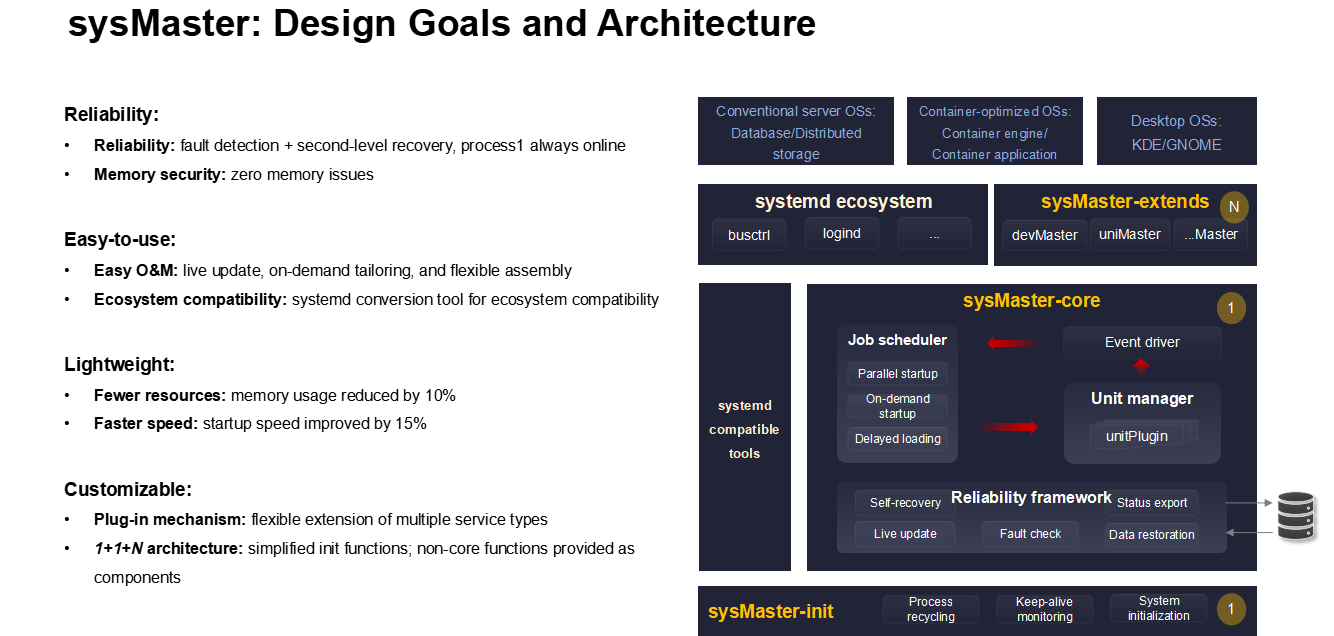 sysMaster: Design Goals and Architecture
Reliability:
• Reliability: fault detection + second-level recovery, process1 always online
• Memory security: zero memory issues
Easy-to-use:
• Easy O&M: live update, on-demand tailoring, and flexible assembly
• Ecosystem compatibility: systemd conversion tool for ecosystem compatibility
Lightweight:
• Fewer resources: memory usage reduced by 10%
• Faster speed: startup speed improved by 15%
Customizable:
• Plug-in mechanism: flexible extension of multiple service types
• 1+1+N architecture: simplified init functions; non-core functions provided as
components
Conventional server OSs:
Database/Distributed
storage
Container-optimized OSs:
Container engine/
Container application
Desktop OSs:
KDE/GNOME
systemd ecosystem
busctrl
logind
...
sysMaster-extends
N
devMaster
uniMaster
...Master
systemd
compatible
tools
sysMaster-core
1
Job scheduler
Parallel startup
On-demand
startup
Delayed loading
Event driver
Unit manager
unitPlugin
Reliability framework
Self-recovery
Status export
Live update
Fault check
Data restoration
sysMaster-init
Process
recycling
Keep-alive
monitoring
System
initialization
1